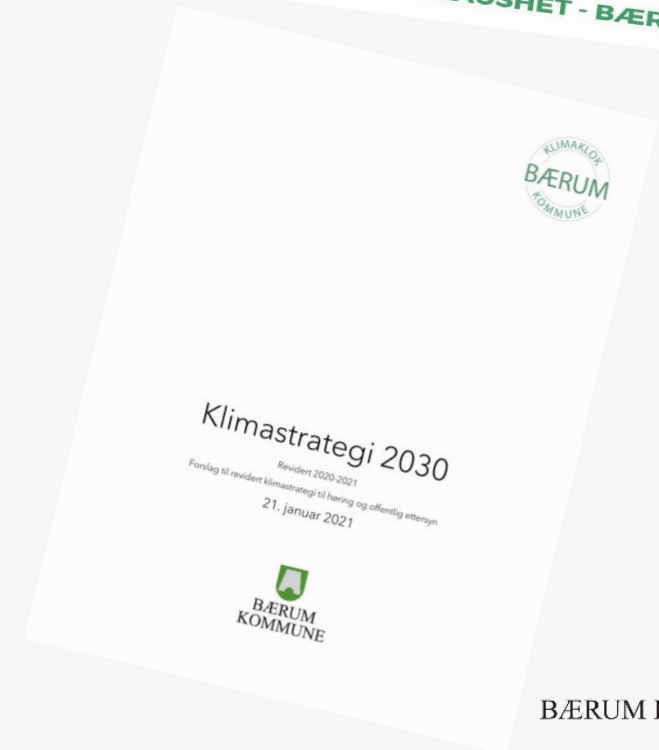 BÆR
KLIMAKLOK
BÆRUM
KOMMUNE
Klimastrategi 2030
Revidert 2020-2021
Forslag til revidert klimastrategi til høring og offentlig ettersyn
21. januar 2021
BÆRUM
KOMMUNE
BÆRUM